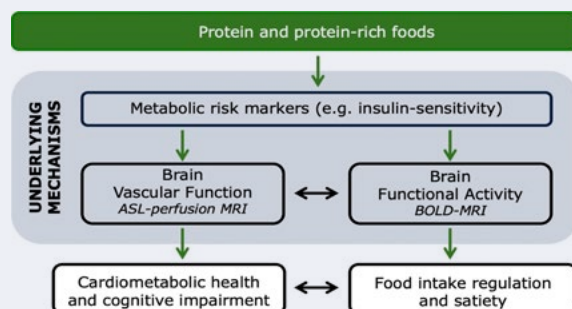 Protein and protein-rich foods
UNDERLYING
MECHANISMS
Metabolic risk markers (e.g. insulin-sensitivity)
Brain
Vascular Function
ASL-perfusion MRI
Brain
Functional Activity
BOLD-MRI
Cardiometabolic health
and cognitive impairment
Food intake regulation
and satiety